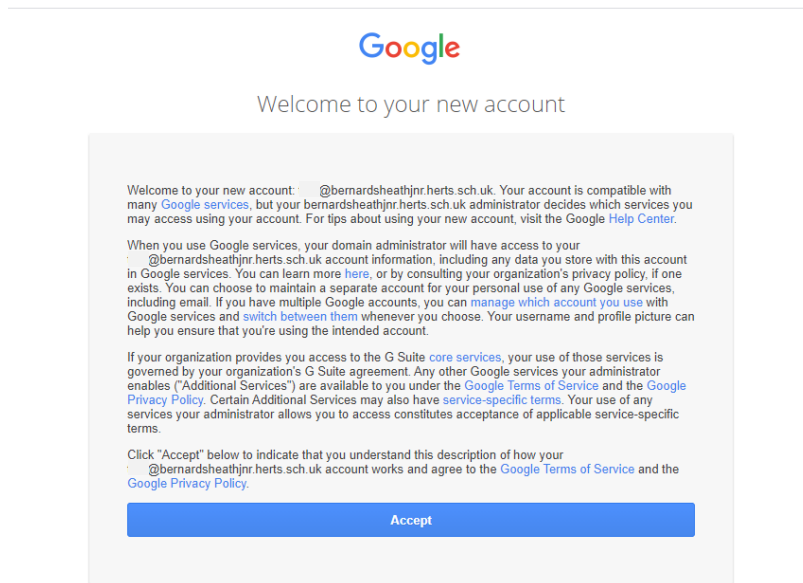 Google
Welcome to your new account
Welcome to your new account: @bernardsheathjnr.herts.sch.uk. Your account is compatible with
many Google services, but your bernardsheathjnr.herts.sch.uk administrator decides which services you
may access using your account. For tips about using your new account, visit the Google Help Center.
When you use Google services, your domain administrator will have access to your
@bernardsheathjnr.herts.sch.uk account information, including any data you store with this account
in Google services. You can learn more here, or by consulting your organization's privacy policy, if one
exists. You can choose to maintain a separate account for your personal use of any Google services,
including email. If you have multiple Google accounts, you can manage which account you use with
Google services and switch between them whenever you choose. Your username and profile picture can
help you ensure that you're using the intended account.
If your organization provides you access to the G Suite core services, your use of those services is
governed by your organization's G Suite agreement. Any other Google services your administrator
enables ("Additional Services") are available to you under the Google Terms of Service and the Google
Privacy Policy. Certain Additional Services may also have service-specific terms. Your use of any
services your administrator allows you to access constitutes acceptance of applicable service-specific
terms.
Click "Accept" below to indicate that you understand this description of how your
@bernardsheathjnr.herts.sch.uk account works and agree to the Google Terms of Service and the
Google Privacy Policy.
Accept